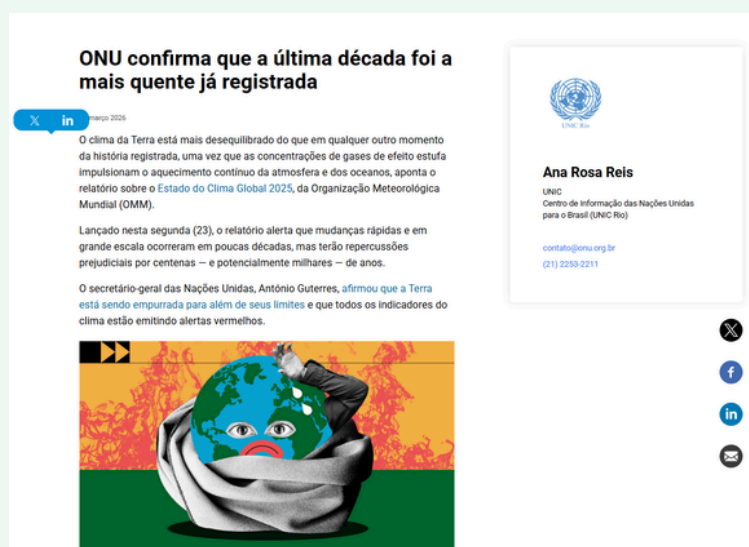 ONU confirma que a última década foi a
mais quente já registrada
março 2026
O clima da Terra está mais desequilibrado do que em qualquer outro momento
da história registrada, uma vez que as concentrações de gases de efeito estufa
impulsionam o aquecimento contínuo da atmosfera e dos oceanos, aponta o
relatório sobre o Estado do Clima Global 2025, da Organização Meteorológica
Mundial (OMM).
Lançado nesta segunda (23), o relatório alerta que mudanças rápidas e em
grande escala ocorreram em poucas décadas, mas terão repercussões
prejudiciais por centenas — e potencialmente milhares — de anos.
O secretário-geral das Nações Unidas, António Guterres, afirmou que a Terra
está sendo empurrada para além de seus limites e que todos os indicadores do
clima estão emitindo alertas vermelhos.
UNIC Rio
Ana Rosa Reis
UNIC
Centro de Informação das Nações Unidas
para o Brasil (UNIC Rio)
contato@onu.org.br
(21) 2253-2211